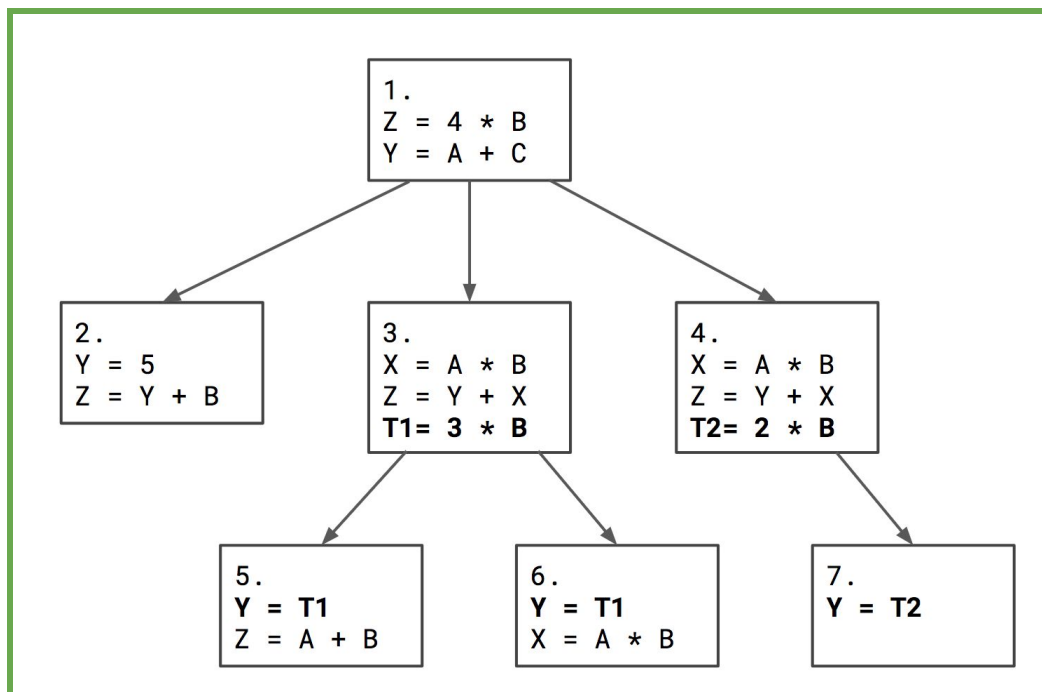 1.
Z = 4 * B
Y = A + C
2.
Y = 5
Z = Y + B
3.
X = A * B
Z = Y + X
T1= 3 * B
4.
X = A * B
Z = Y + X
T2= 2 * B
5.
Y = T1
Z = A + B
6.
Y = T1
X = A * B
7.
Y = T2